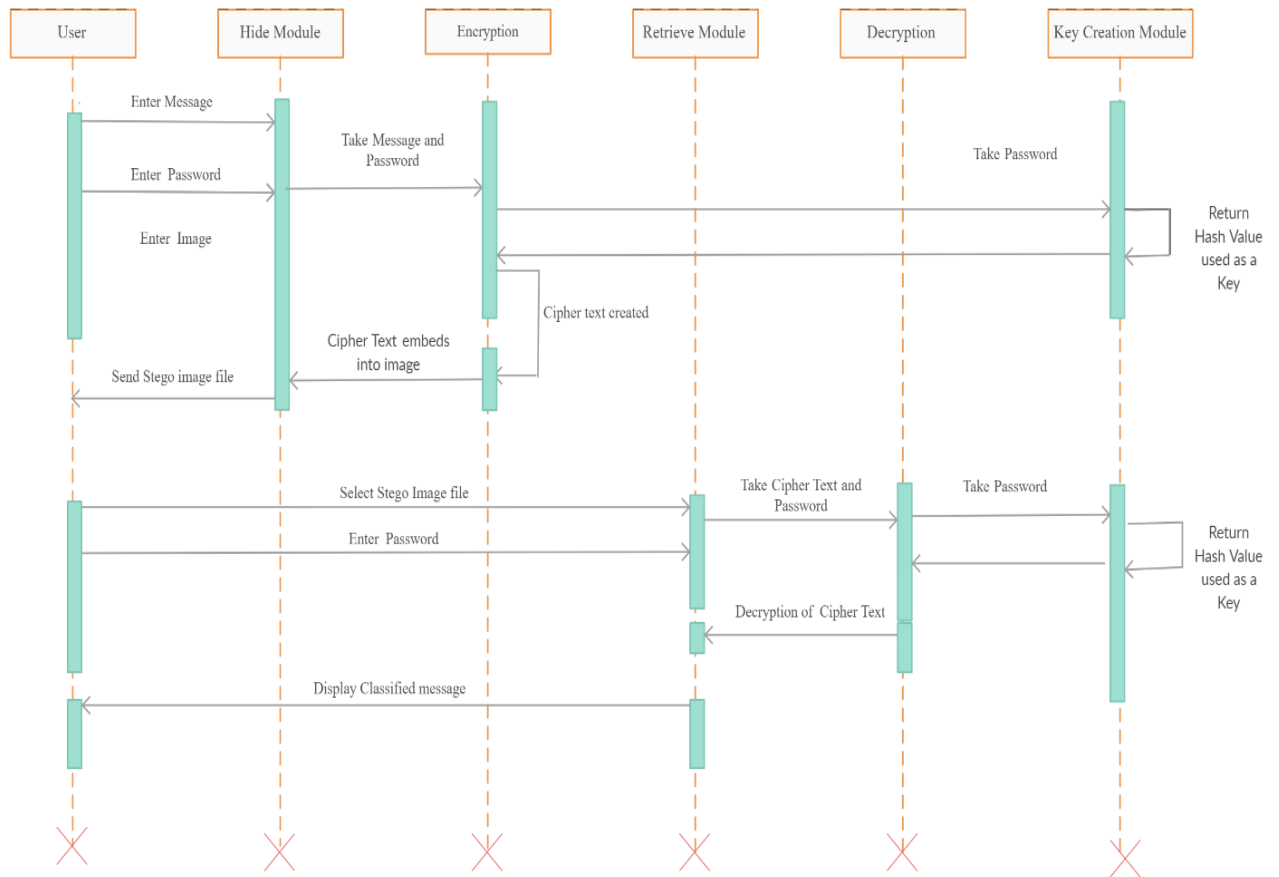 User
Hide Module
Encryption
Retrieve Module
Decryption
Key Creation Module
Enter Message
Take Message and
Password
Take Password
Enter Password
Enter Image
Return
Hash Value
used as a
Key
Cipher text created
Cipher Text embeds
into image
Send Stego image file
Select Stego Image file
Take Cipher Text and
Password
Take Password
Enter Password
Return
Hash Value
used as a
Key
Decryption of Cipher Text
Display Classified message